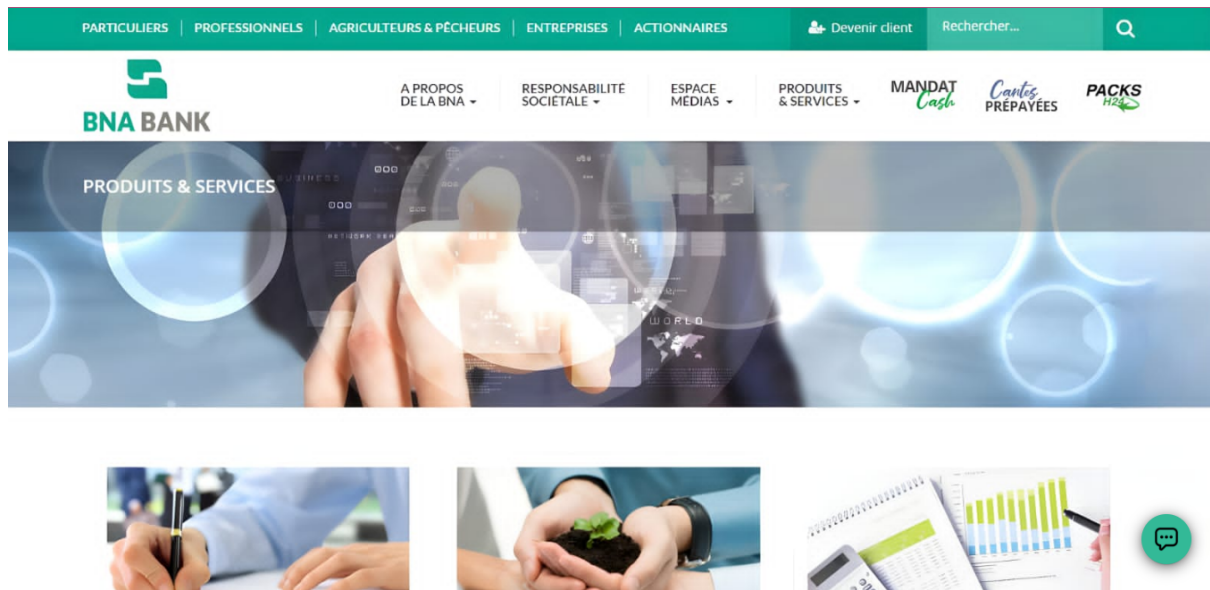 PARTICULIERS
PROFESSIONNELS
AGRICULTEURS & PÊCHEURS
ENTREPRISES
ACTIONNAIRES
Devenir client
Rechercher...
BNA BANK
A PROPOS
DE LA BNA
RESPONSABILITÉ
SOCIÉTALE
ESPACE
MÉDIAS
PRODUITS
& SERVICES
MANDAT
Cash
Cartes
PRÉPAYÉES
PACKS
H24
PRODUITS & SERVICES
BUSINESS
WORLD